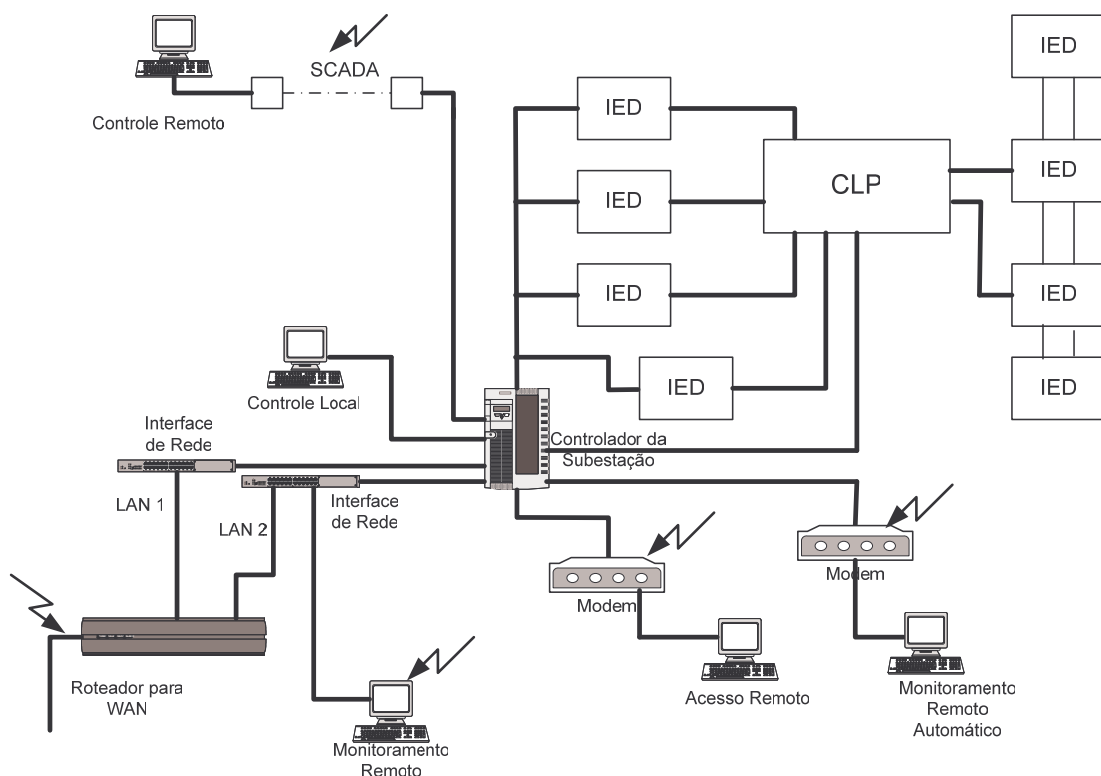 SCADA
Controle Remoto
IED
IED
IED
IED
CLP
IED
IED
IED
IED
Controle Local
Controlador da
Subestação
Interface
de Rede
LAN 1
Interface
de Rede
LAN 2
Modem
Modem
Roteador para
WAN
Monitoramento
Remoto
Acesso Remoto
Monitoramento
Remoto
Automático